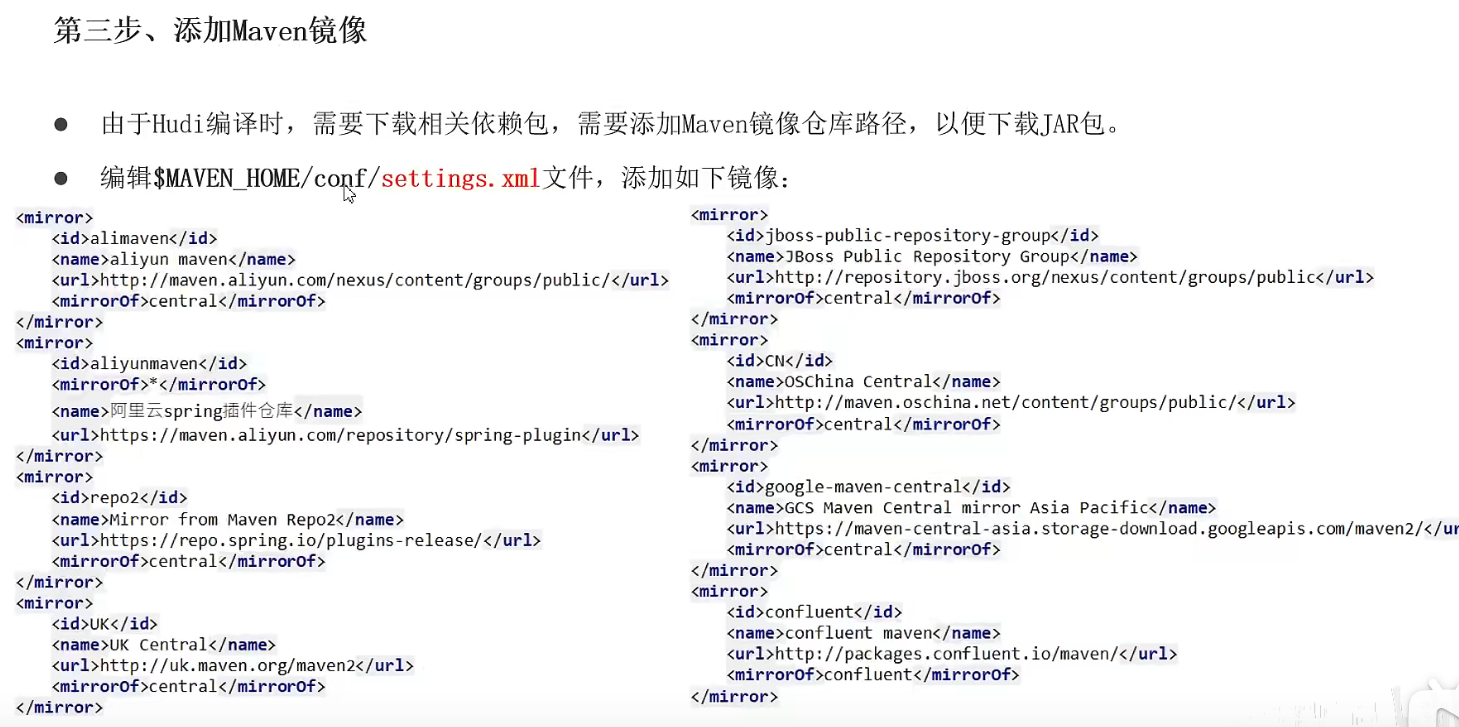 第三步、添加Maven镜像
● 由于Hudi编译时，需要下载相关依赖包，需要添加Maven镜像仓库路径，以便下载JAR包。
● 编辑$MAVEN_HOME/conf/settings.xml文件，添加如下镜像：
<mirror>
<id>alimaven</id>
<name>aliyun maven</name>
<url>http://maven.aliyun.com/nexus/content/groups/public/</url>
<mirrorOf>central</mirrorOf>
</mirror>
<mirror>
<id>aliyunmaven</id>
<mirrorOf>*</mirrorOf>
<name>阿里云spring插件仓库</name>
<url>https://maven.aliyun.com/repository/spring-plugin</url>
</mirror>
<mirror>
<id>repo2</id>
<name>Mirror from Maven Repo2</name>
<url>https://repo.spring.io/plugins-release/</url>
<mirrorOf>central</mirrorOf>
</mirror>
<mirror>
<id>UK</id>
<name>UK Central</name>
<url>http://uk.maven.org/maven2</url>
<mirrorOf>central</mirrorOf>
</mirror>
<mirror>
<id>jboss-public-repository-group</id>
<name>JBoss Public Repository Group</name>
<url>http://repository.jboss.org/nexus/content/groups/public</url>
<mirrorOf>central</mirrorOf>
</mirror>
<mirror>
<id>CN</id>
<name>OSChina Central</name>
<url>http://maven.oschina.net/content/groups/public/</url>
<mirrorOf>central</mirrorOf>
</mirror>
<mirror>
<id>google-maven-central</id>
<name>GCS Maven Central mirror Asia Pacific</name>
<url>https://maven-central-asia.storage-download.googleapis.com/maven2/</ur
<mirrorOf>central</mirrorOf>
</mirror>
<mirror>
<id>confluent</id>
<name>confluent maven</name>
<url>http://packages.confluent.io/maven/</url>
<mirrorOf>confluent</mirrorOf>
</mirror>